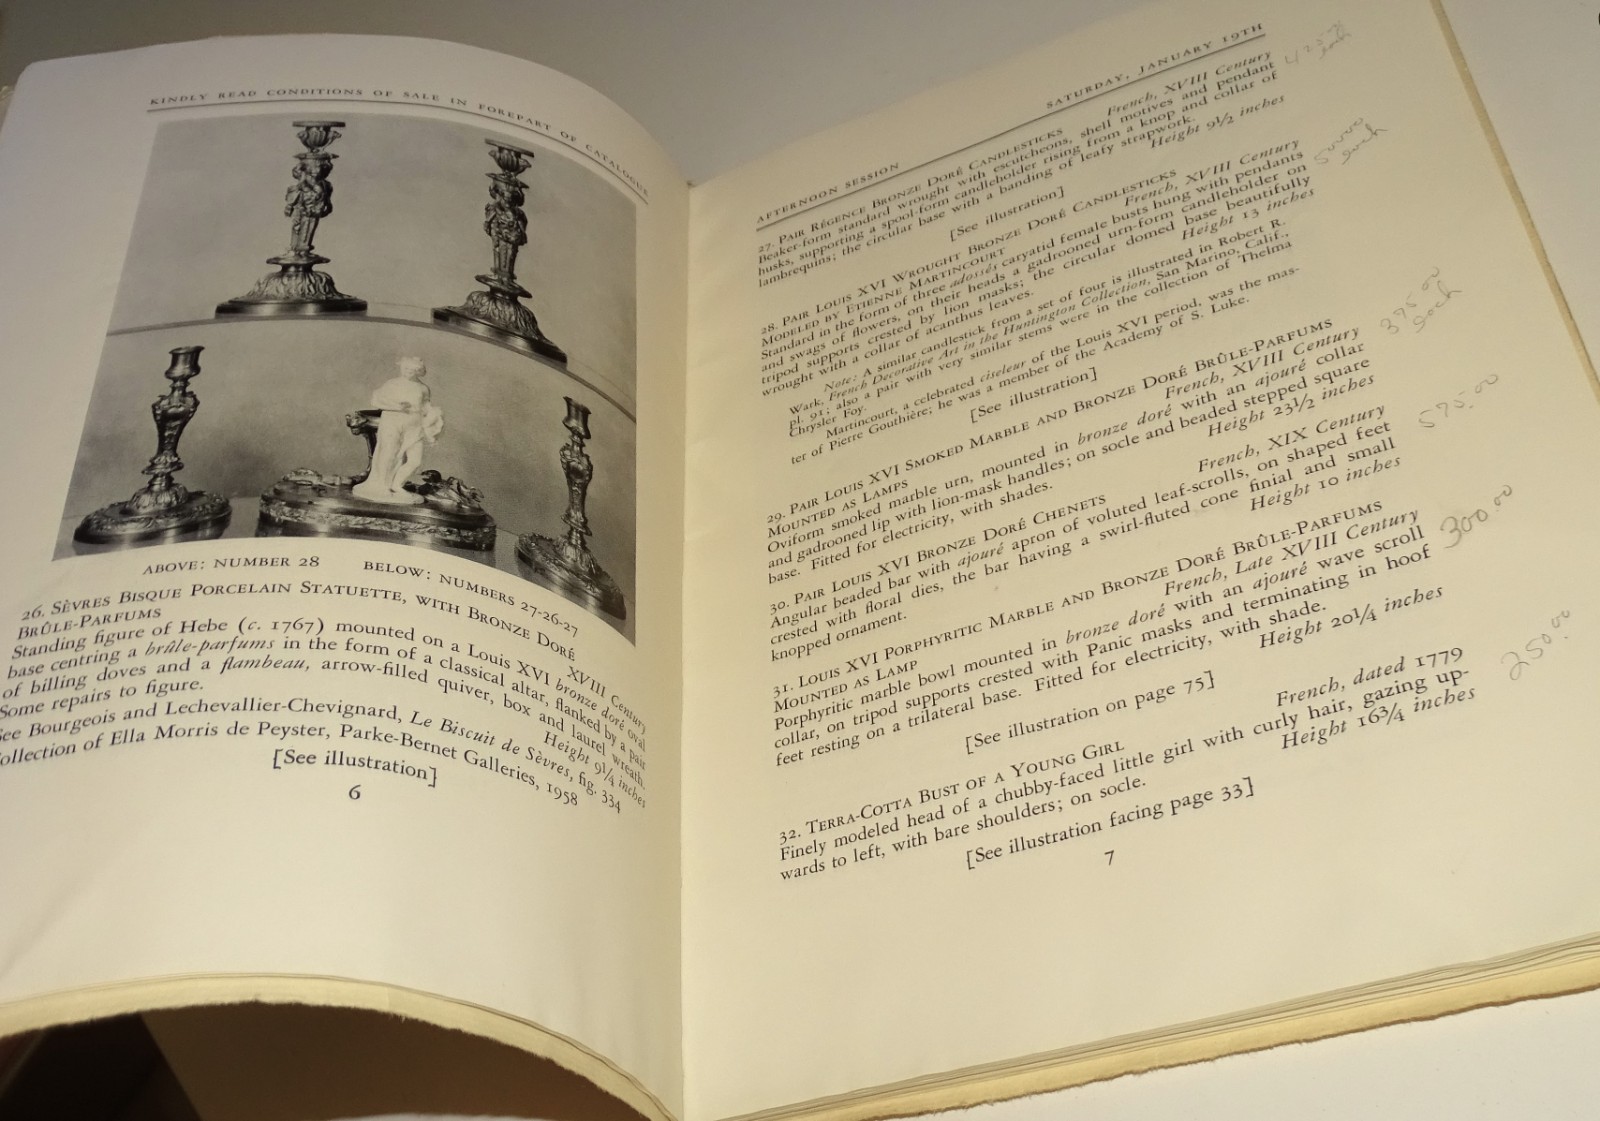 KINDLY READ CONDITIONS OF SALE IN FOREPART OF CATALOGUE
ABOVE: NUMBER 28 BELOW: NUMBERS 27-26-27
26. SÈVRES BISQUE PORCELAIN STATUETTE, WITH BRONZE DORÉ
BRÛLE-PARFUMS XVIII Century
Standing figure of Hebe (c. 1767) mounted on a Louis XVI bronze doré oval
base centring a brûle-parfums in the form of a classical altar, flanked by a pair
of billing doves and a flambeau, arrow-filled quiver, box and laurel wreath.
Some repairs to figure. Height 9¼ inches
See Bourgeois and Lechevallier-Chevignard, Le Biscuit de Sèvres, fig. 334
Collection of Ella Morris de Peyster, Parke-Bernet Galleries, 1958
[See illustration]
6
AFTERNOON SESSION SATURDAY, JANUARY 19TH
27. PAIR RÉGENCE BRONZE DORÉ CANDLESTICKS French, XVIII Century
Beaker-form standard wrought with escutcheons, shell motives and pendant
husks, supporting a spool-form candleholder rising from a knop and collar of
lambrequins; the circular base with a banding of leafy strapwork.
Height 9½ inches
[See illustration]
28. PAIR LOUIS XVI WROUGHT BRONZE DORÉ CANDLESTICKS
MODELED BY ETIENNE MARTINCOURT French, XVIII Century
Standard in the form of three adossés caryatid female busts hung with pendants
and swags of flowers, on their heads a gadrooned urn-form candleholder on
tripod supports crested by lion masks; the circular domed base beautifully
wrought with a collar of acanthus leaves. Height 13 inches
Note: A similar candlestick from a set of four is illustrated in Robert R.
Wark, French Decorative Art in the Huntington Collection, San Marino, Calif.,
pl. 91; also a pair with very similar stems were in the collection of Thelma
Chrysler Foy.
Martincourt, a celebrated ciseleur of the Louis XVI period, was the mas-
ter of Pierre Gouthière; he was a member of the Academy of S. Luke.
[See illustration]
500.00
each
29. PAIR LOUIS XVI SMOKED MARBLE AND BRONZE DORÉ BRÛLE-PARFUMS
MOUNTED AS LAMPS French, XVIII Century
Oviform smoked marble urn, mounted in bronze doré with an ajouré collar
and gadrooned lip with lion-mask handles; on socle and beaded stepped square
base. Fitted for electricity, with shades. Height 23½ inches
375.00
each
30. PAIR LOUIS XVI BRONZE DORÉ CHENETS French, XIX Century
Angular beaded bar with ajouré apron of voluted leaf-scrolls, on shaped feet
crested with floral dies, the bar having a swirl-fluted cone finial and small
knopped ornament. Height 10 inches
575.00
31. LOUIS XVI PORPHYRITIC MARBLE AND BRONZE DORÉ BRÛLE-PARFUMS
MOUNTED AS LAMP French, Late XVIII Century
Porphyritic marble bowl mounted in bronze doré with an ajouré wave scroll
collar, on tripod supports crested with Panic masks and terminating in hoof
feet resting on a trilateral base. Fitted for electricity, with shade.
Height 20¼ inches
[See illustration on page 75]
300.00
32. TERRA-COTTA BUST OF A YOUNG GIRL French, dated 1779
Finely modeled head of a chubby-faced little girl with curly hair, gazing up-
wards to left, with bare shoulders; on socle. Height 16¾ inches
[See illustration facing page 33]
250.00
7